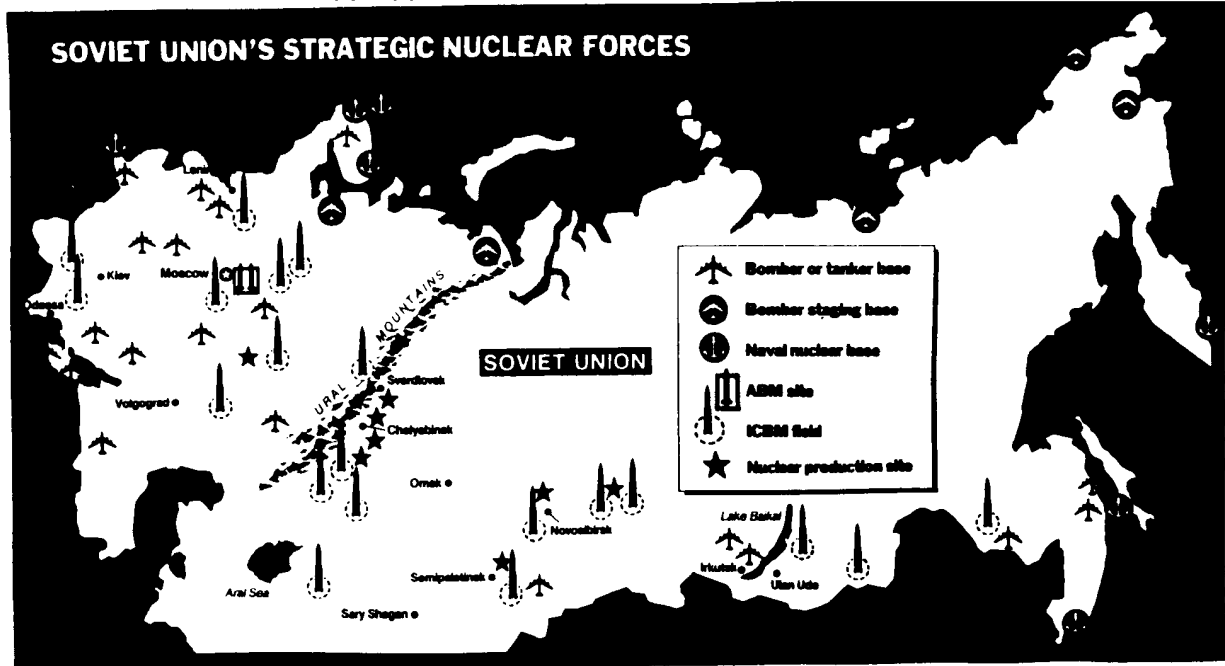 SOVIET UNION'S STRATEGIC NUCLEAR FORCES
Kiev
Moscow
Odessa
URAL MOUNTAINS
SOVIET UNION
Sverdlovsk
Volgograd
Chelyabinsk
Omsk
Novosibirsk
Aral Sea
Semipalatinsk
Sary Shagan
Lake Baikal
Irkutsk
Ulan Ude
Bomber or tanker base
Bomber staging base
Naval nuclear base
ABM site
ICBM field
Nuclear production site